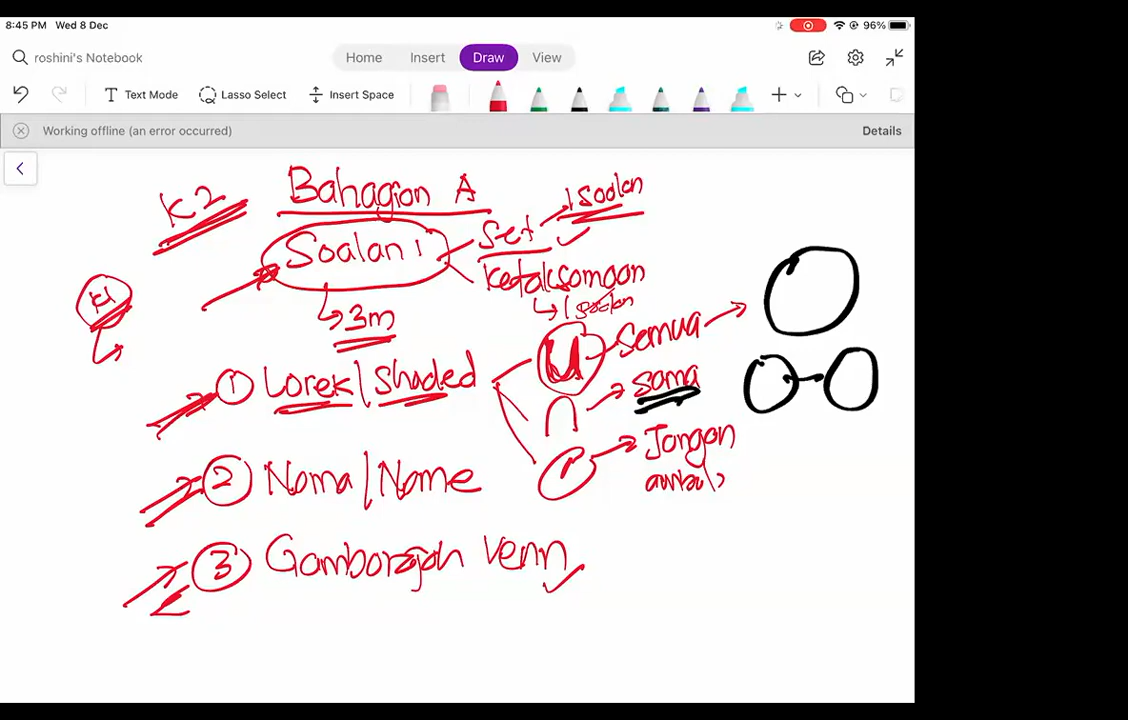 8:45 PM Wed 8 Dec 96%
roshini's Notebook Home Insert Draw View
Text Mode Lasso Select Insert Space
Working offline (an error occurred) Details
K2 Bahagian A
Soalan 1 Set 1 Soalan
Ketaksamaan
1 Soalan
K1
3m
U Semua
1 Lorek/Shaded
∩ Sama
Jangan
ambil
2 Nama/Name
3 Gambarajah Venn